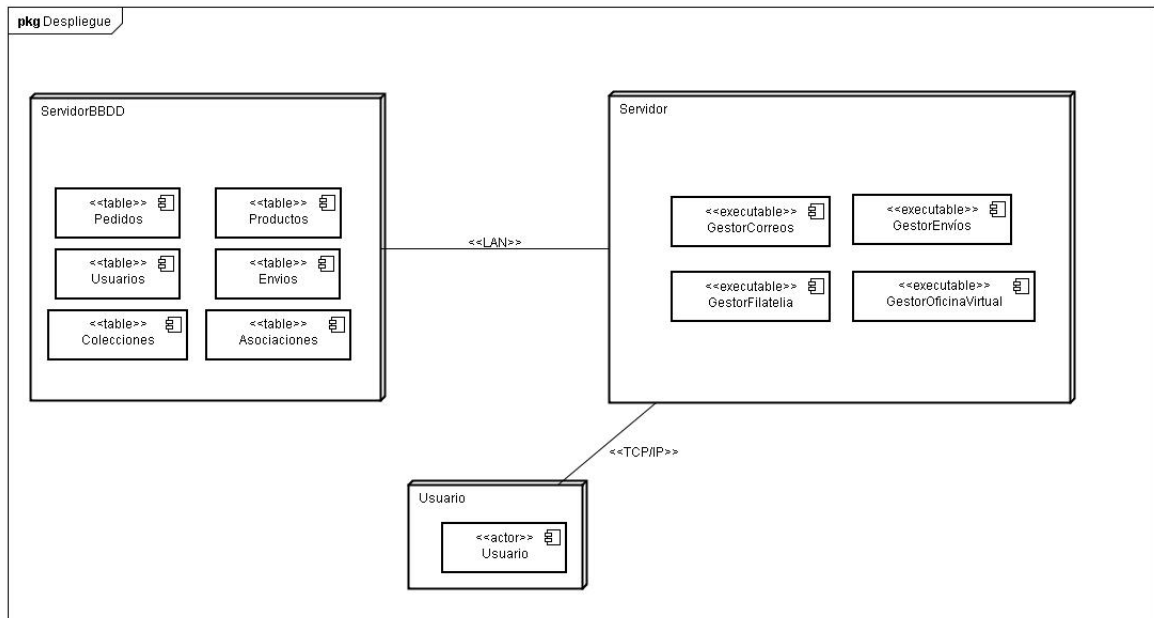 pkg Despliegue
ServidorBBDD
<<table>>
Pedidos
<<table>>
Productos
<<table>>
Usuarios
<<table>>
Envios
<<table>>
Colecciones
<<table>>
Asociaciones
<<LAN>>
Servidor
<<executable>>
GestorCorreos
<<executable>>
GestorEnvíos
<<executable>>
GestorFilatelia
<<executable>>
GestorOficinaVirtual
<<TCP/IP>>
Usuario
<<actor>>
Usuario